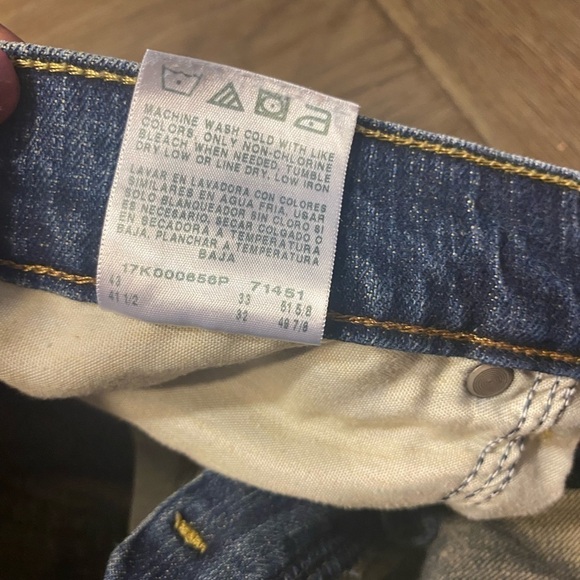 MACHINE WASH COLD WITH LIKE
COLORS, ONLY NON-CHLORINE
BLEACH WHEN NEEDED, TUMBLE
DRY LOW OR LINE DRY, LOW IRON
LAVAR EN LAVADORA CON COLORES
SIMILARES EN AGUA FRIA, USAR
SOLO BLANQUEADOR SIN CLORO SI
ES NECESARIO, SECAR COLGADO O
EN SECADORA A TEMPERATURA
BAJA, PLANCHAR A TEMPERATURA
BAJA
17K000656P 71451
43 33 51 5/8
41 1/2 32 49 7/8